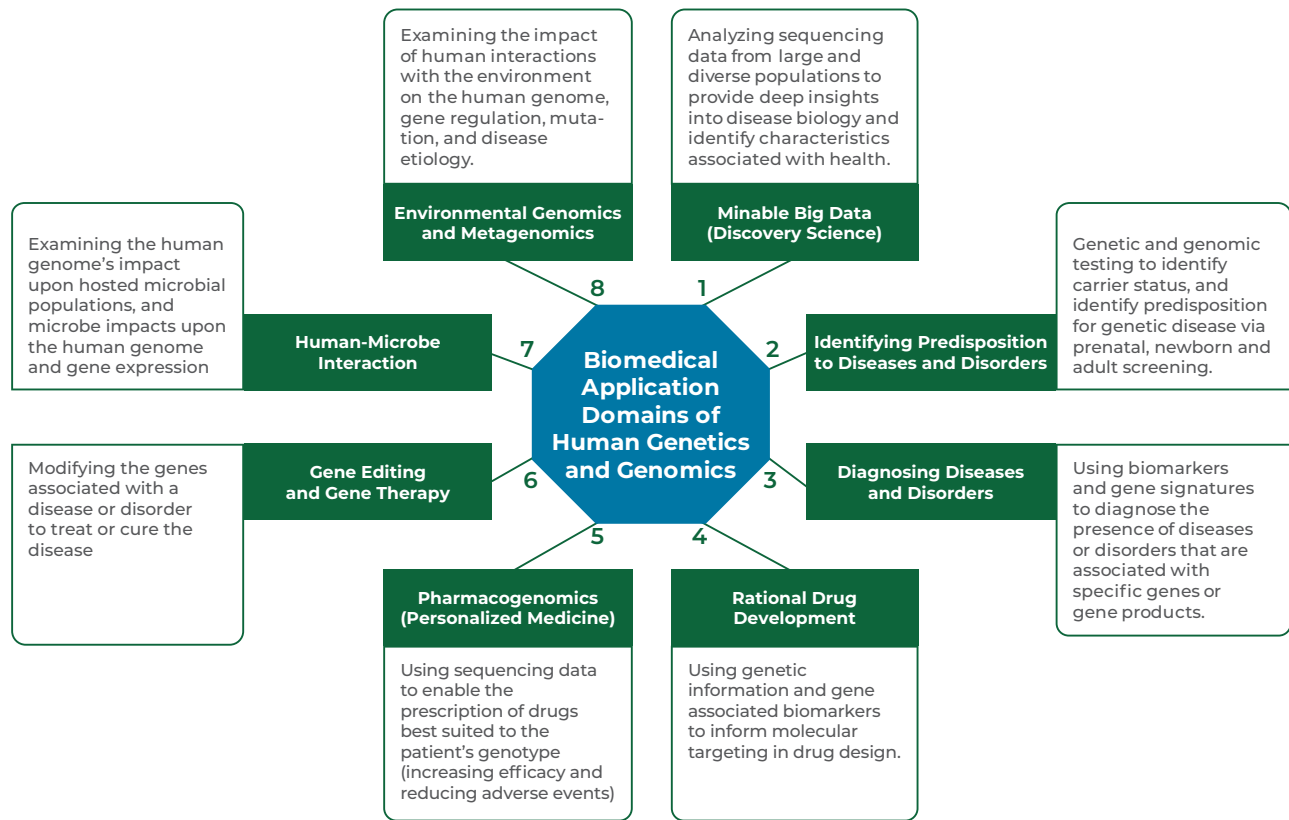 Biomedical
Application
Domains of
Human Genetics
and Genomics
1
Minable Big Data
(Discovery Science)
Analyzing sequencing
data from large and
diverse populations to
provide deep insights
into disease biology and
identify characteristics
associated with health.
2
Identifying Predisposition
to Diseases and Disorders
Genetic and genomic
testing to identify
carrier status, and
identify predisposition
for genetic disease via
prenatal, newborn and
adult screening.
3
Diagnosing Diseases
and Disorders
Using biomarkers
and gene signatures
to diagnose the
presence of diseases
or disorders that are
associated with
specific genes or
gene products.
4
Rational Drug
Development
Using genetic
information and gene
associated biomarkers
to inform molecular
targeting in drug design.
5
Pharmacogenomics
(Personalized Medicine)
Using sequencing data
to enable the
prescription of drugs
best suited to the
patient’s genotype
(increasing efficacy and
reducing adverse events)
6
Gene Editing
and Gene Therapy
Modifying the genes
associated with a
disease or disorder
to treat or cure the
disease
7
Human-Microbe
Interaction
Examining the human
genome’s impact
upon hosted microbial
populations, and
microbe impacts upon
the human genome
and gene expression
8
Environmental Genomics
and Metagenomics
Examining the impact
of human interactions
with the environment
on the human genome,
gene regulation, muta-
tion, and disease
etiology.